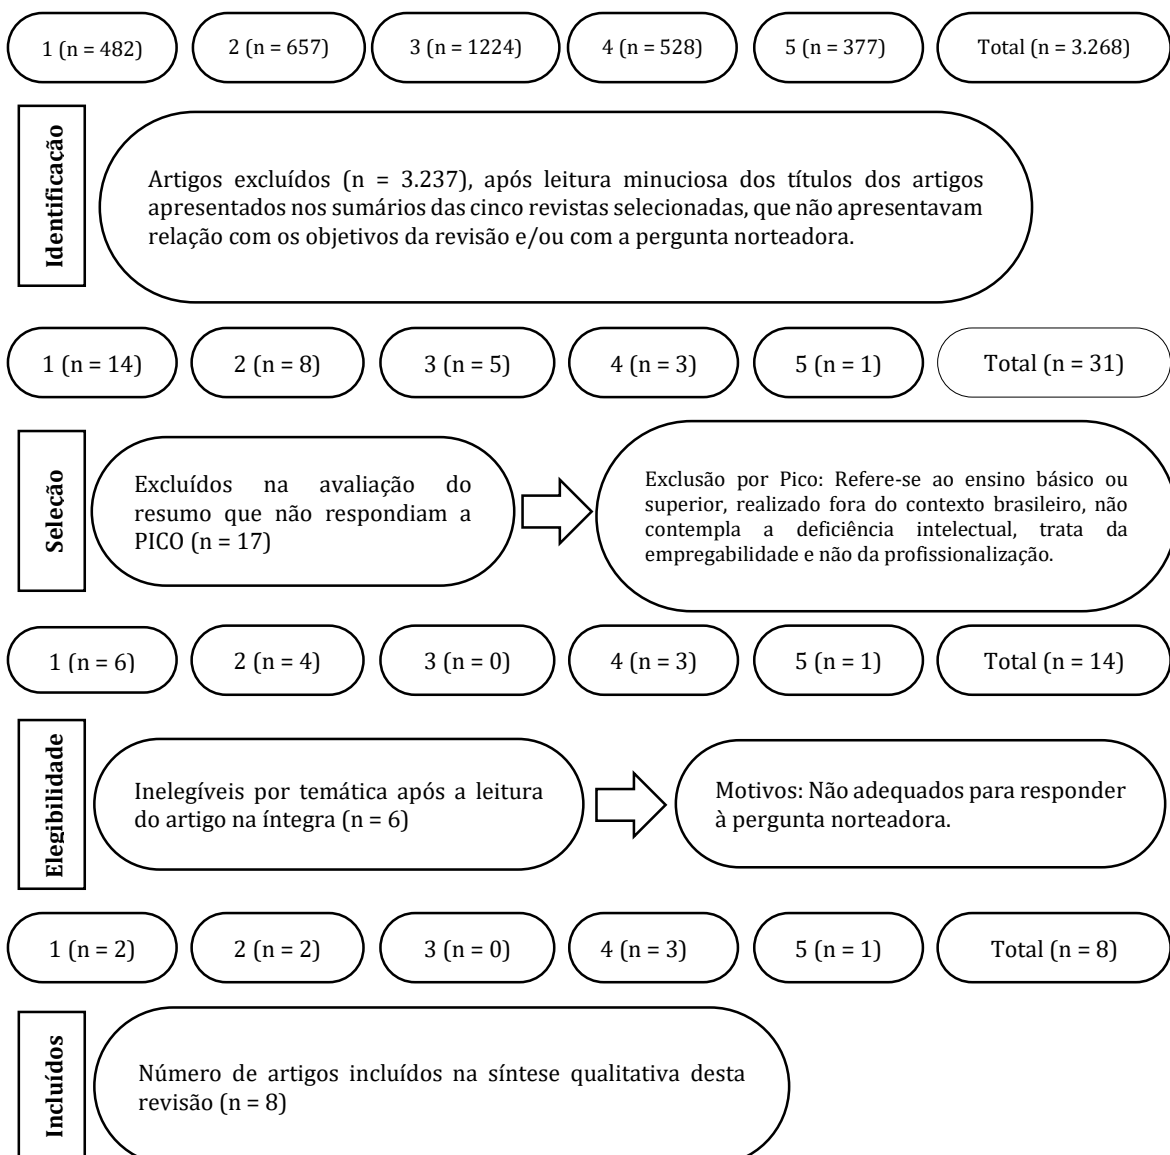 1 (n = 482)
2 (n = 657)
3 (n = 1224)
4 (n = 528)
5 (n = 377)
Total (n = 3.268)
Identificação
Artigos excluídos (n = 3.237), após leitura minuciosa dos títulos dos artigos
apresentados nos sumários das cinco revistas selecionadas, que não apresentavam
relação com os objetivos da revisão e/ou com a pergunta norteadora.
1 (n = 14)
2 (n = 8)
3 (n = 5)
4 (n = 3)
5 (n = 1)
Total (n = 31)
Seleção
Excluídos na avaliação do
resumo que não respondiam a
PICO (n = 17)
Exclusão por Pico: Refere-se ao ensino básico ou
superior, realizado fora do contexto brasileiro, não
contempla a deficiência intelectual, trata da
empregabilidade e não da profissionalização.
1 (n = 6)
2 (n = 4)
3 (n = 0)
4 (n = 3)
5 (n = 1)
Total (n = 14)
Elegibilidade
Inelegíveis por temática após a leitura
do artigo na íntegra (n = 6)
Motivos: Não adequados para responder
à pergunta norteadora.
1 (n = 2)
2 (n = 2)
3 (n = 0)
4 (n = 3)
5 (n = 1)
Total (n = 8)
Incluídos
Número de artigos incluídos na síntese qualitativa desta
revisão (n = 8)